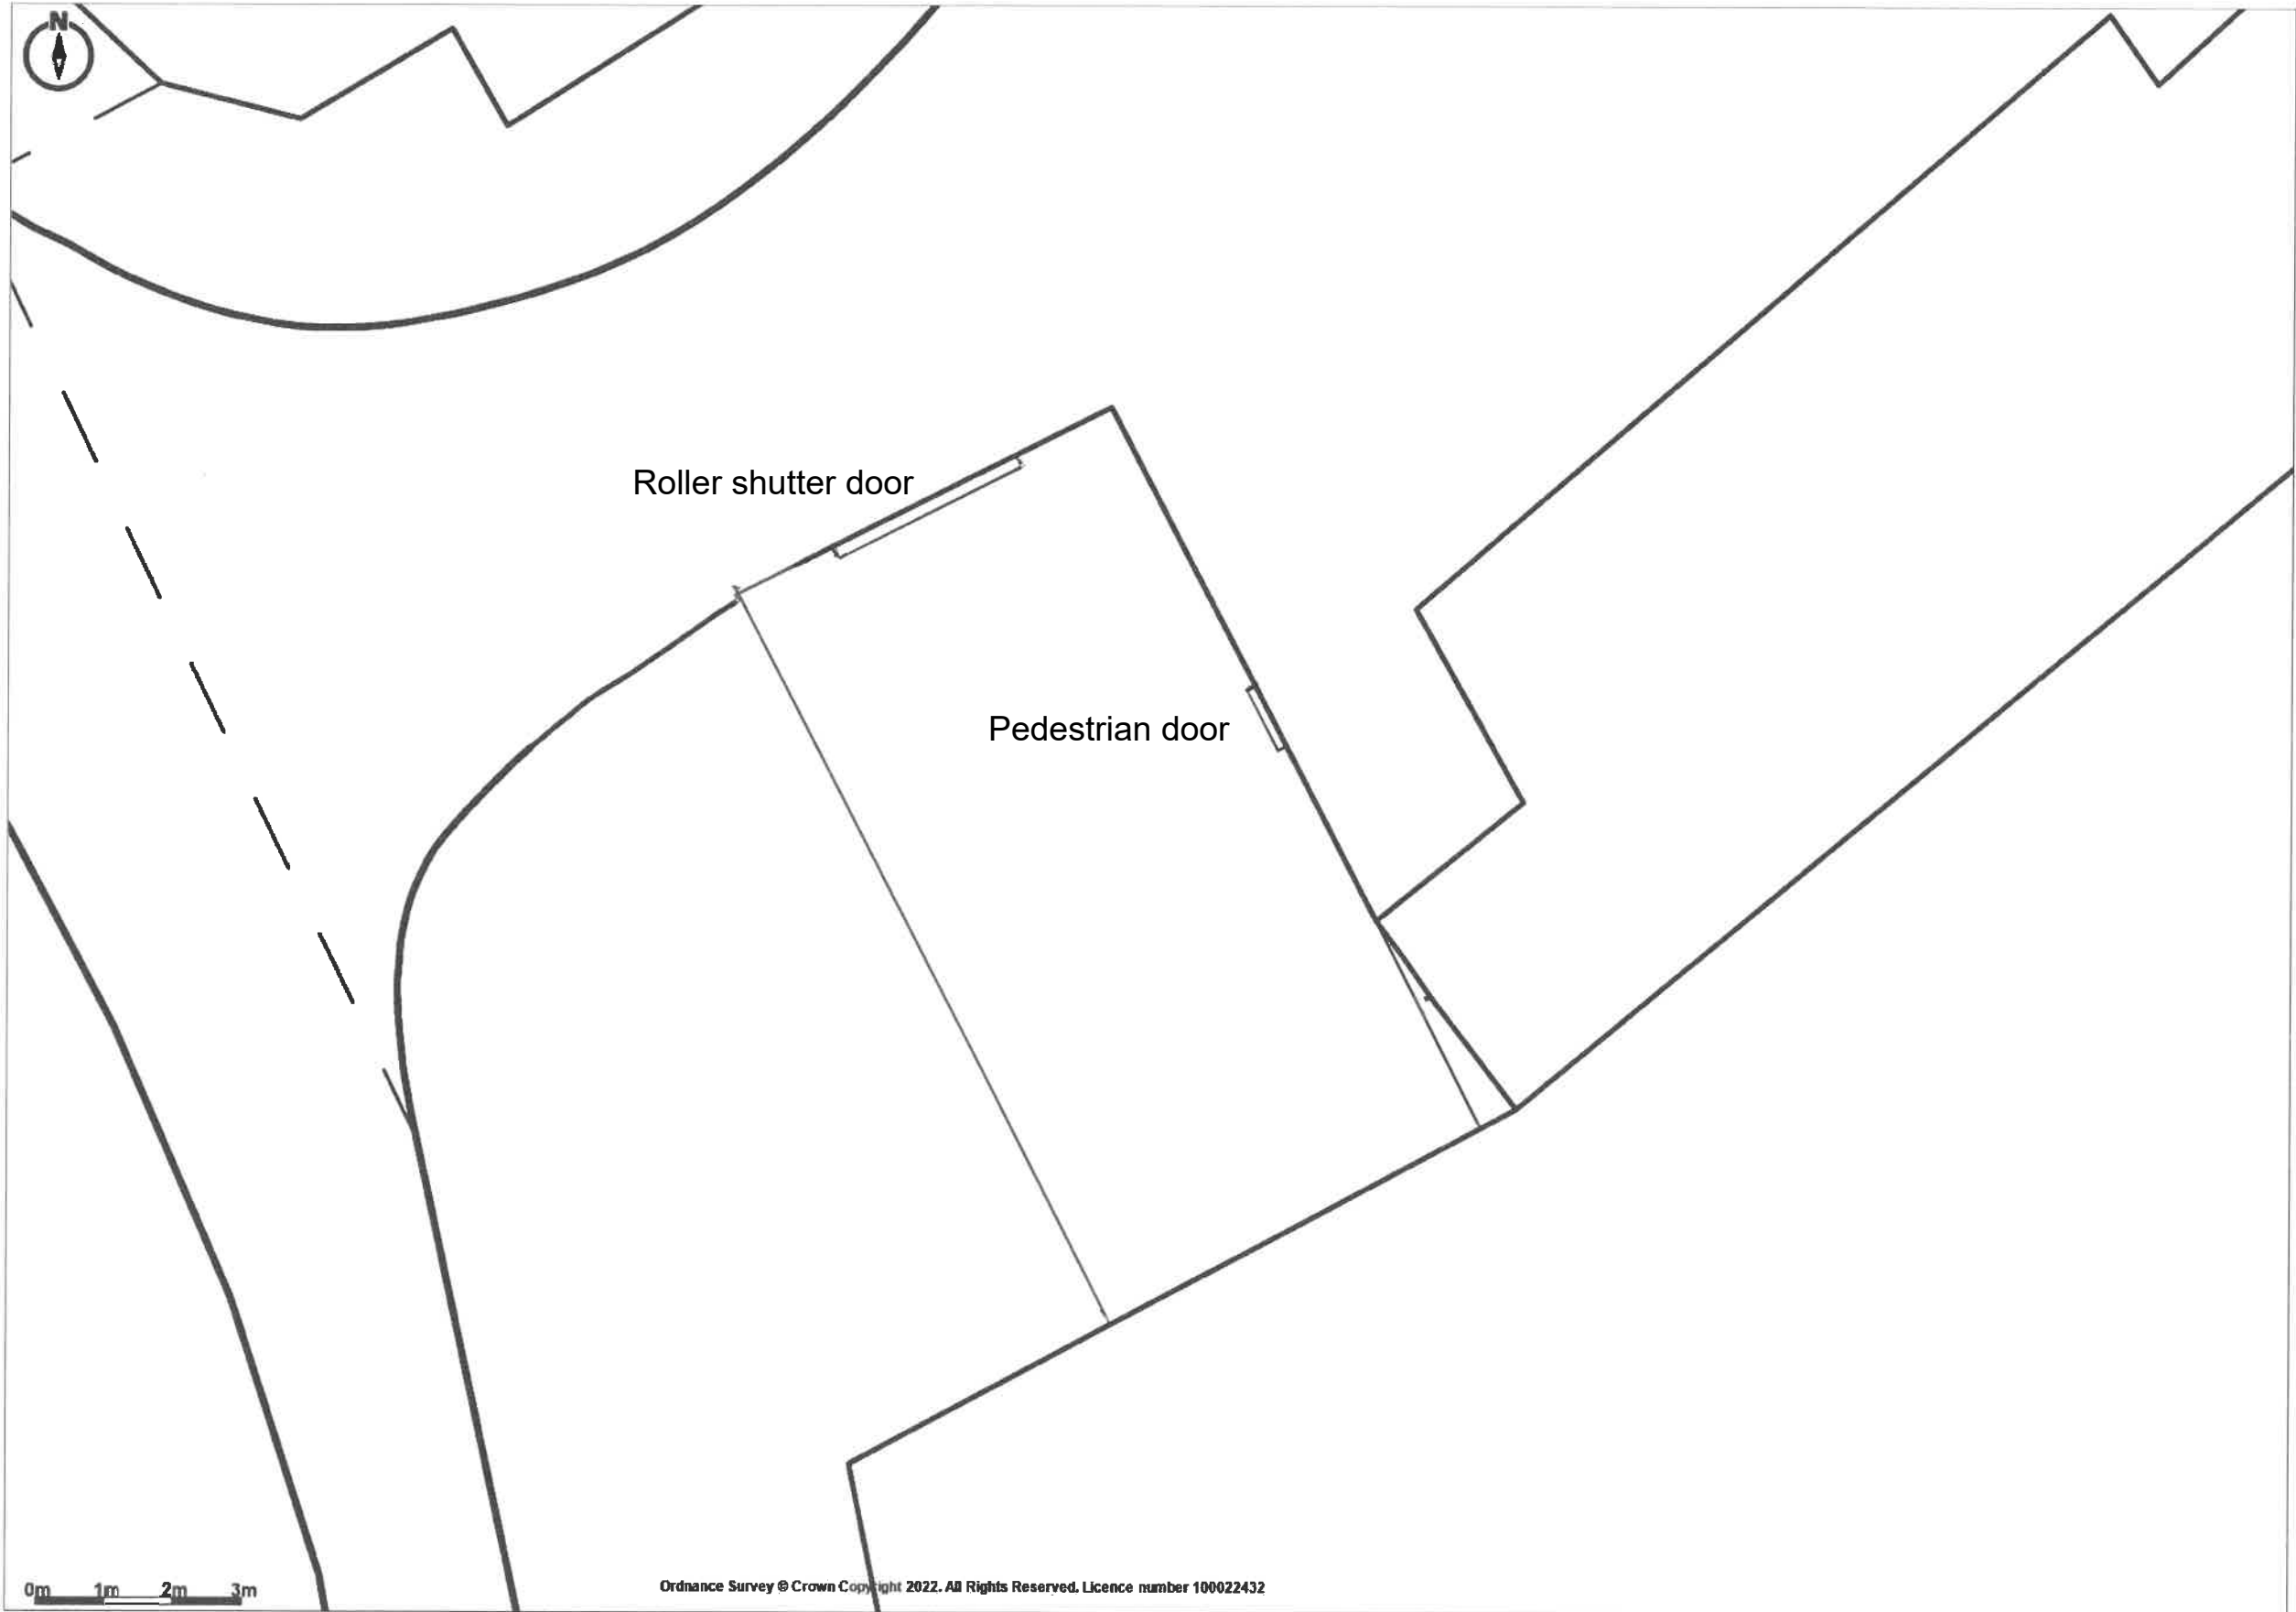 N
Roller shutter door
Pedestrian door
0m 1m 2m 3m
Ordnance Survey © Crown Copyright 2022. All Rights Reserved. Licence number 100022432